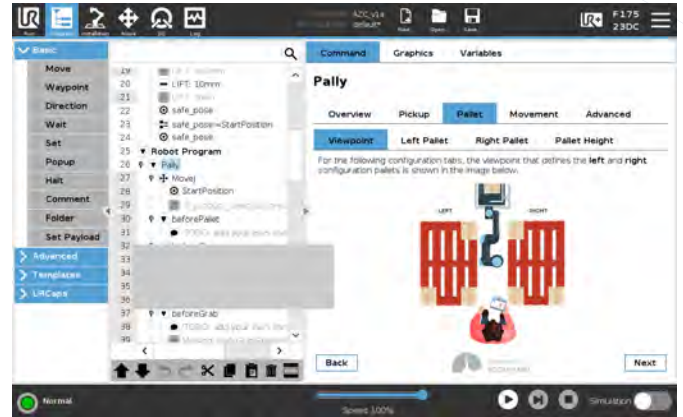 Run
Program
Installation
Move
I/O
Log
AZC_v1x
default*
New...
Open...
Save...
UR+
F175
23DC
Basic
Command
Graphics
Variables
Move
Waypoint
Direction
Wait
Set
Popup
Halt
Comment
Folder
Set Payload
Advanced
Templates
URCaps
19
20 LIFT: 10mm
21
22 safe_pose
23 safe_pose:=StartPosition
24 safe_pose
25 Robot Program
26 Pally
27 MoveJ
28 StartPosition
29
30 beforePallet
31
32
33
34
35
36
37 beforeGrab
38
39
Pally
Overview
Pickup
Pallet
Movement
Advanced
Viewpoint
Left Pallet
Right Pallet
Pallet Height
For the following configuration tabs, the viewpoint that defines the left and right
configuration pallets is shown in the image below.
LEFT
RIGHT
Back
Next
Normal
Speed 100%
Simulation